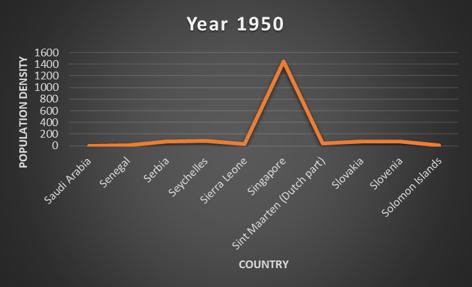 Year 1950
POPULATION DENSITY
1600
1400
1200
1000
800
600
400
200
0
Saudi Arabia
Senegal
Serbia
Seychelles
Sierra Leone
Singapore
Sint Maarten (Dutch part)
Slovakia
Slovenia
Solomon Islands
COUNTRY